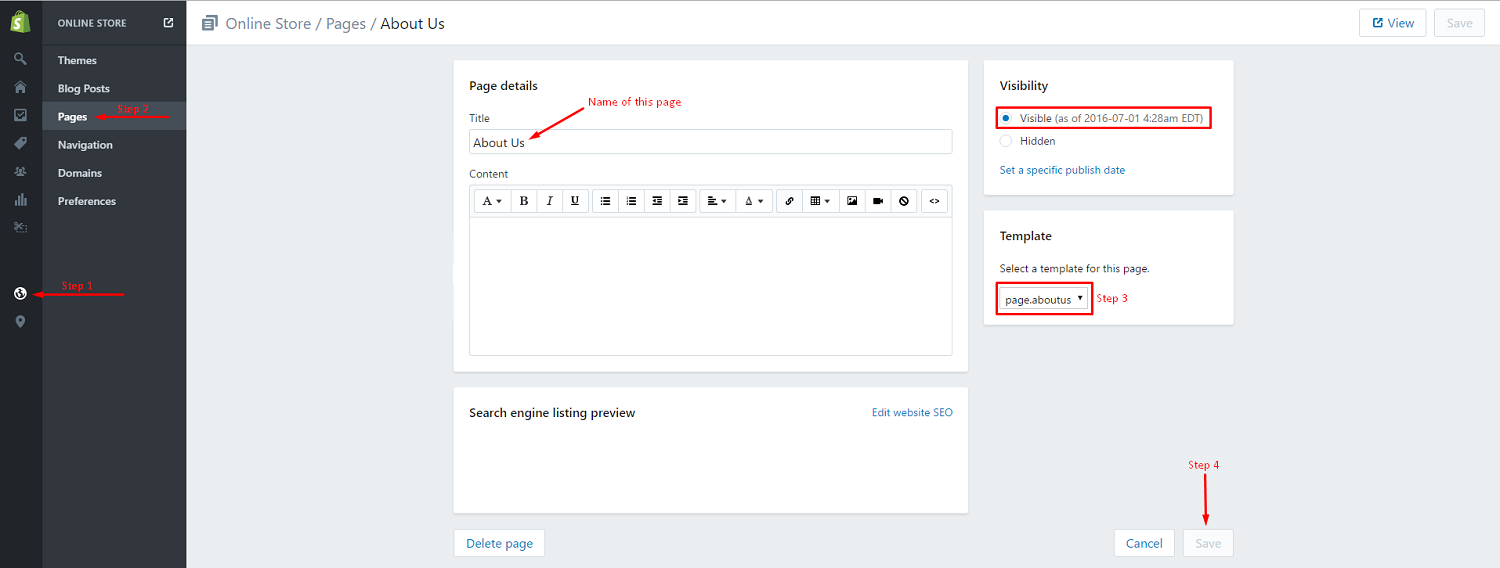 ONLINE STORE
Themes
Blog Posts
Pages
Step 2
Navigation
Domains
Preferences
Step 1
Online Store / Pages / About Us
View
Save
Page details
Name of this page
Title
About Us
Content
A
B
I
U
A
<>
Search engine listing preview
Edit website SEO
Visibility
Visible (as of 2016-07-01 4:28am EDT)
Hidden
Set a specific publish date
Template
Select a template for this page.
page.aboutus
Step 3
Step 4
Delete page
Cancel
Save